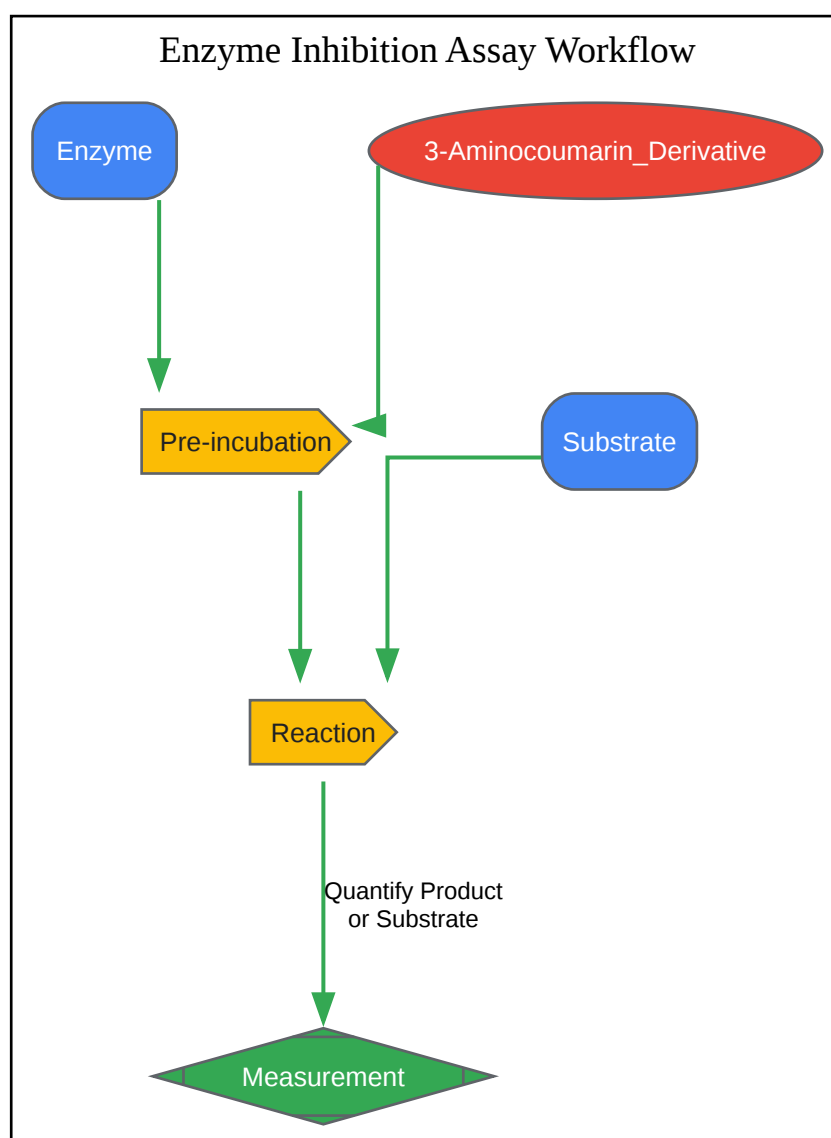 Enzyme Inhibition Assay Workflow
Enzyme
3-Aminocoumarin_Derivative
Pre-incubation
Substrate
Reaction
Quantify Product
or Substrate
Measurement